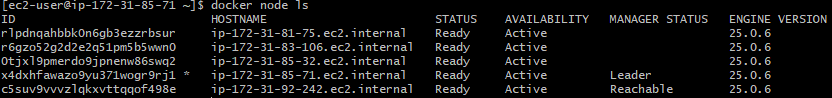 [ec2-user@ip-172-31-85-71 ~]$ docker node ls
ID HOSTNAME STATUS AVAILABILITY MANAGER STATUS ENGINE VERSION
rlpdnqahbbk0n6gb3ezzrbsur ip-172-31-81-75.ec2.internal Ready Active 25.0.6
r6gzo52g2d2e2q51pm5b5wwn0 ip-172-31-83-106.ec2.internal Ready Active 25.0.6
0tjxl9pmerdo9jpnenw86swq2 ip-172-31-85-32.ec2.internal Ready Active 25.0.6
x4dxhfawazo9yu371wogr9rj1 * ip-172-31-85-71.ec2.internal Ready Active Leader 25.0.6
c5suv9vvvzlqkxvttqqof498e ip-172-31-92-242.ec2.internal Ready Active Reachable 25.0.6